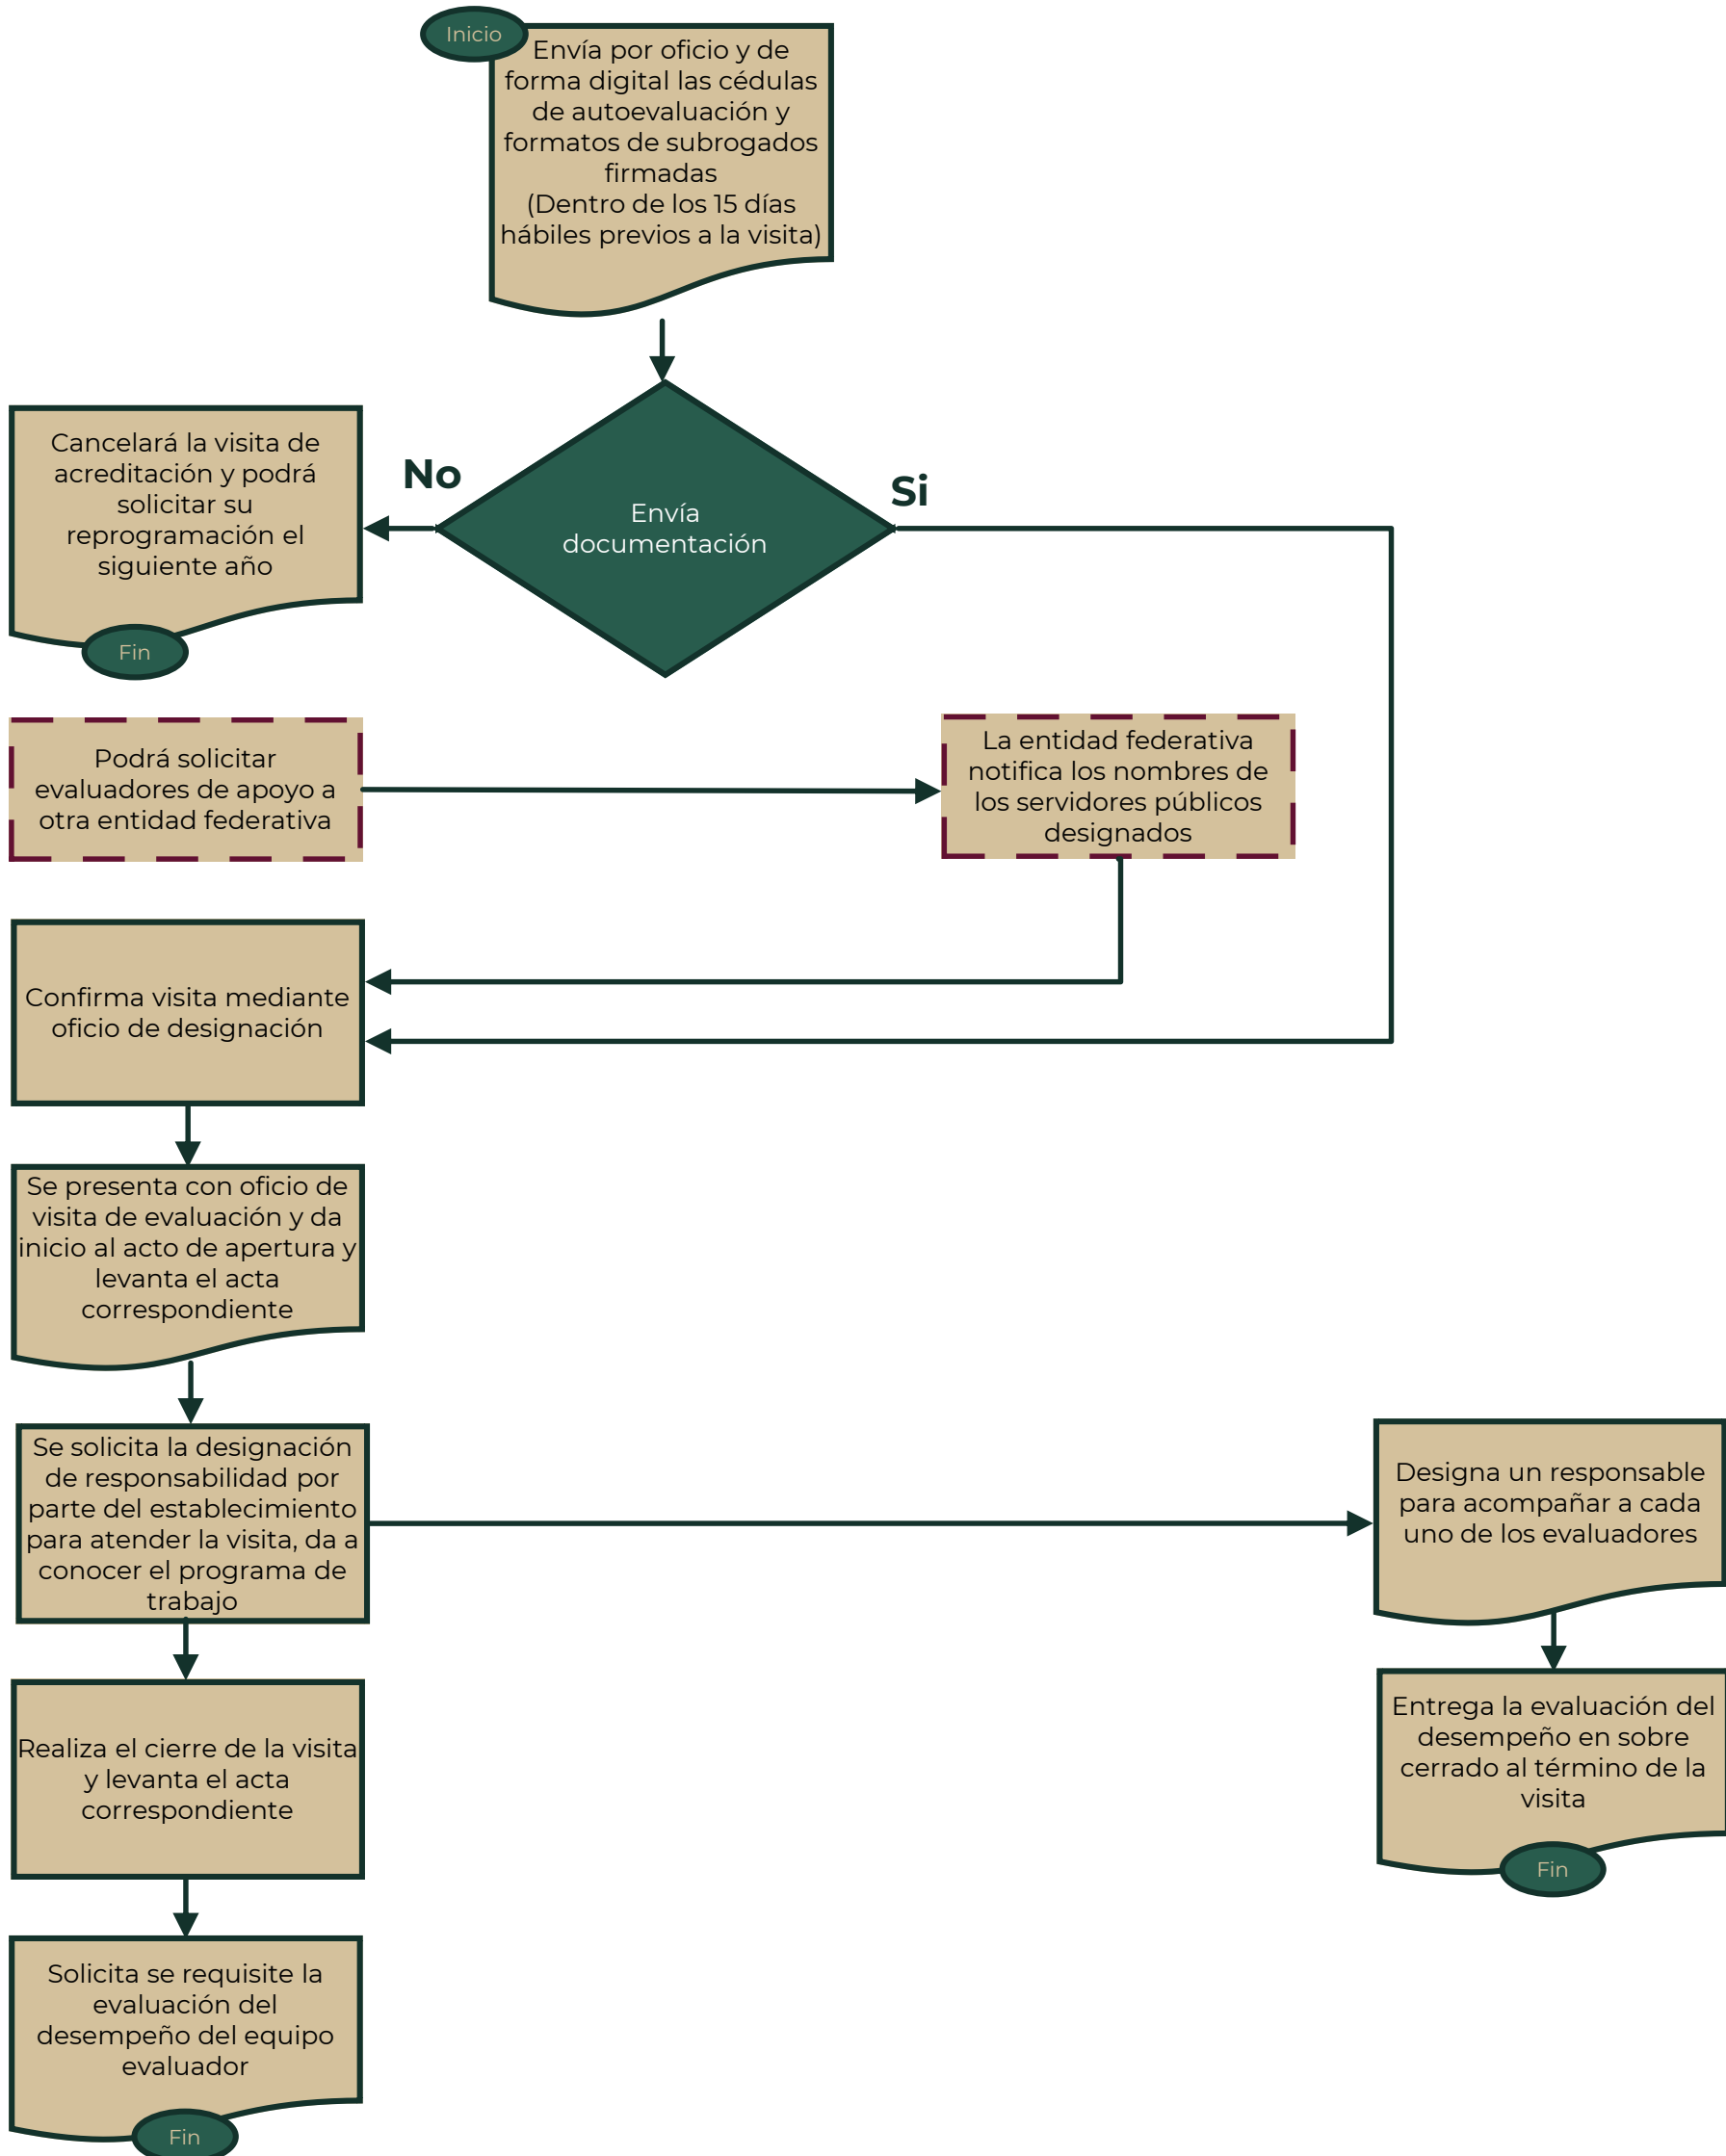 Inicio
Envía por oficio y de
forma digital las cédulas
de autoevaluación y
formatos de subrogados
firmadas
(Dentro de los 15 días
hábiles previos a la visita)
Cancelará la visita de
acreditación y podrá
solicitar su
reprogramación el
siguiente año
Fin
No
Envía
documentación
Si
Podrá solicitar
evaluadores de apoyo a
otra entidad federativa
La entidad federativa
notifica los nombres de
los servidores públicos
designados
Confirma visita mediante
oficio de designación
Se presenta con oficio de
visita de evaluación y da
inicio al acto de apertura y
levanta el acta
correspondiente
Se solicita la designación
de responsabilidad por
parte del establecimiento
para atender la visita, da a
conocer el programa de
trabajo
Designa un responsable
para acompañar a cada
uno de los evaluadores
Realiza el cierre de la visita
y levanta el acta
correspondiente
Entrega la evaluación del
desempeño en sobre
cerrado al término de la
visita
Fin
Solicita se requisite la
evaluación del
desempeño del equipo
evaluador
Fin